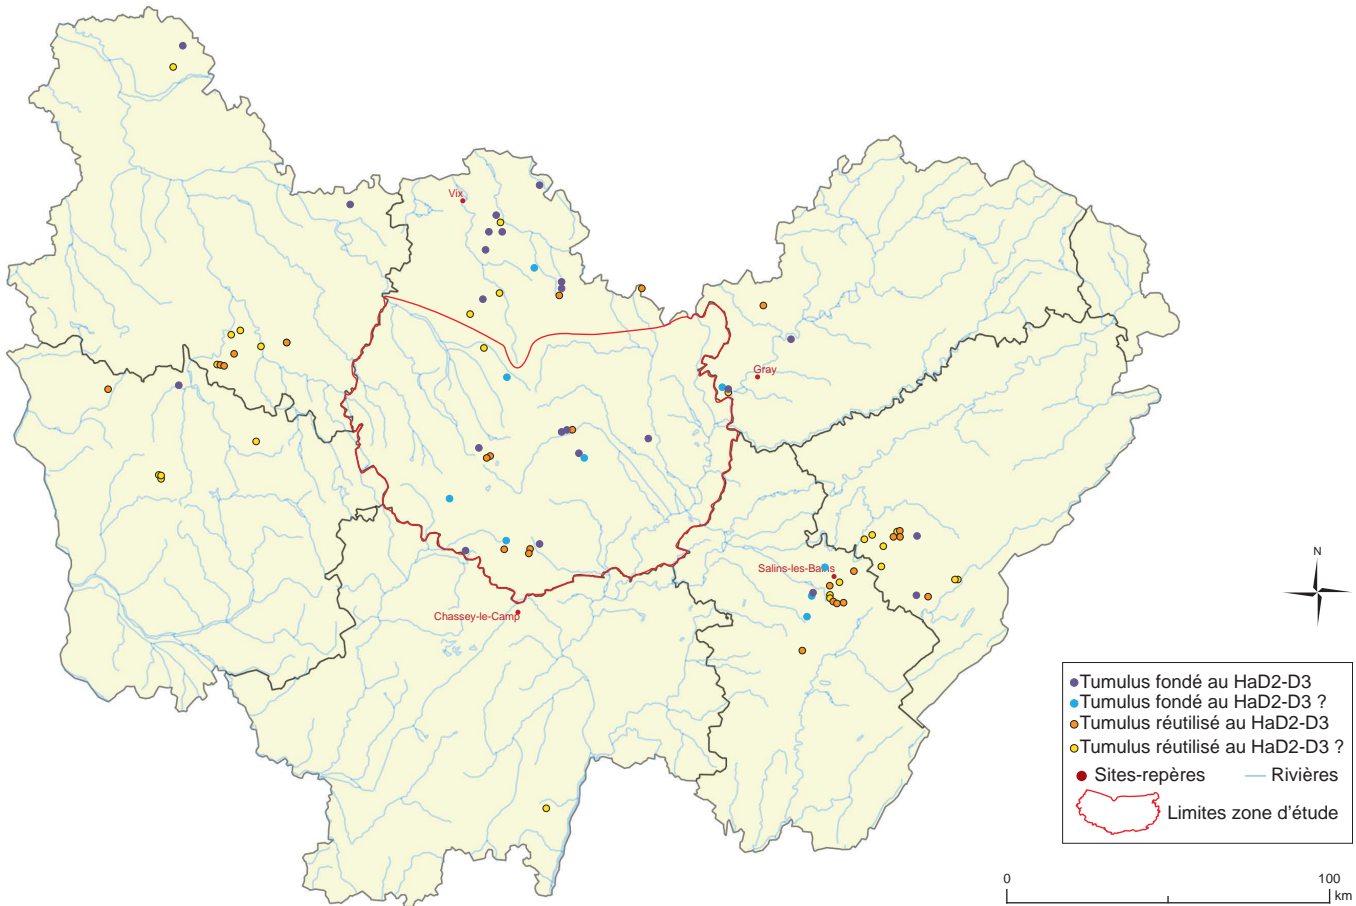 Vix
Gray
Salins-les-Bains
Chassey-le-Camp
N
Tumulus fondé au HaD2-D3
Tumulus fondé au HaD2-D3 ?
Tumulus réutilisé au HaD2-D3
Tumulus réutilisé au HaD2-D3 ?
Sites-repères
Rivières
Limites zone d'étude
0
100
km